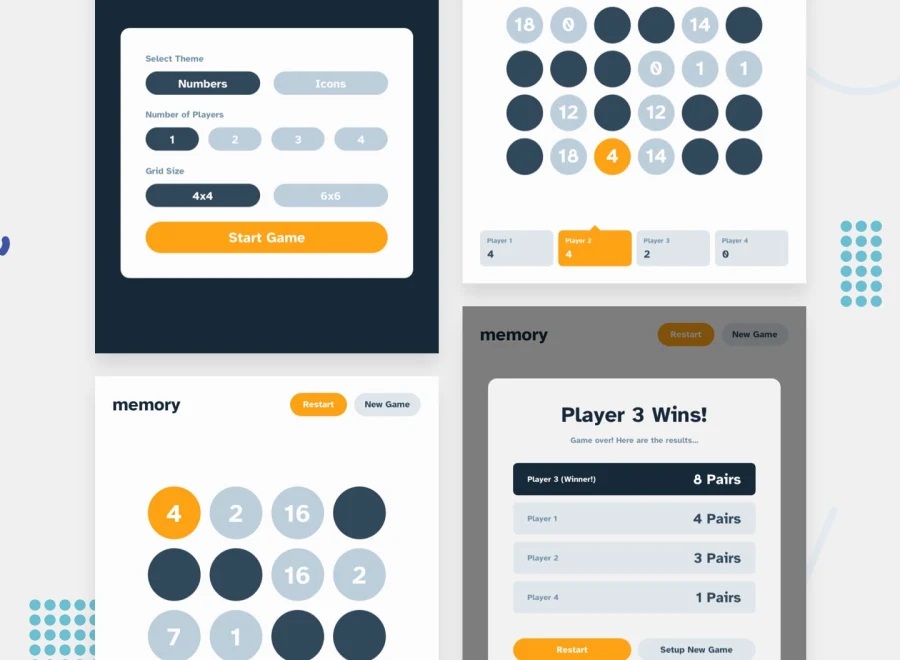 Select Theme
Numbers Icons
Number of Players
1 2 3 4
Grid Size
4x4 6x6
Start Game
memory Restart New Game
4 2 16
16 2
7 1
18 0 14
0 1 1
12 12
18 4 14
Player 1 Player 2 Player 3 Player 4
4 4 2 0
memory Restart New Game
Player 3 Wins!
Game over! Here are the results...
Player 3 (Winner!) 8 Pairs
Player 1 4 Pairs
Player 2 3 Pairs
Player 4 1 Pairs
Restart Setup New Game